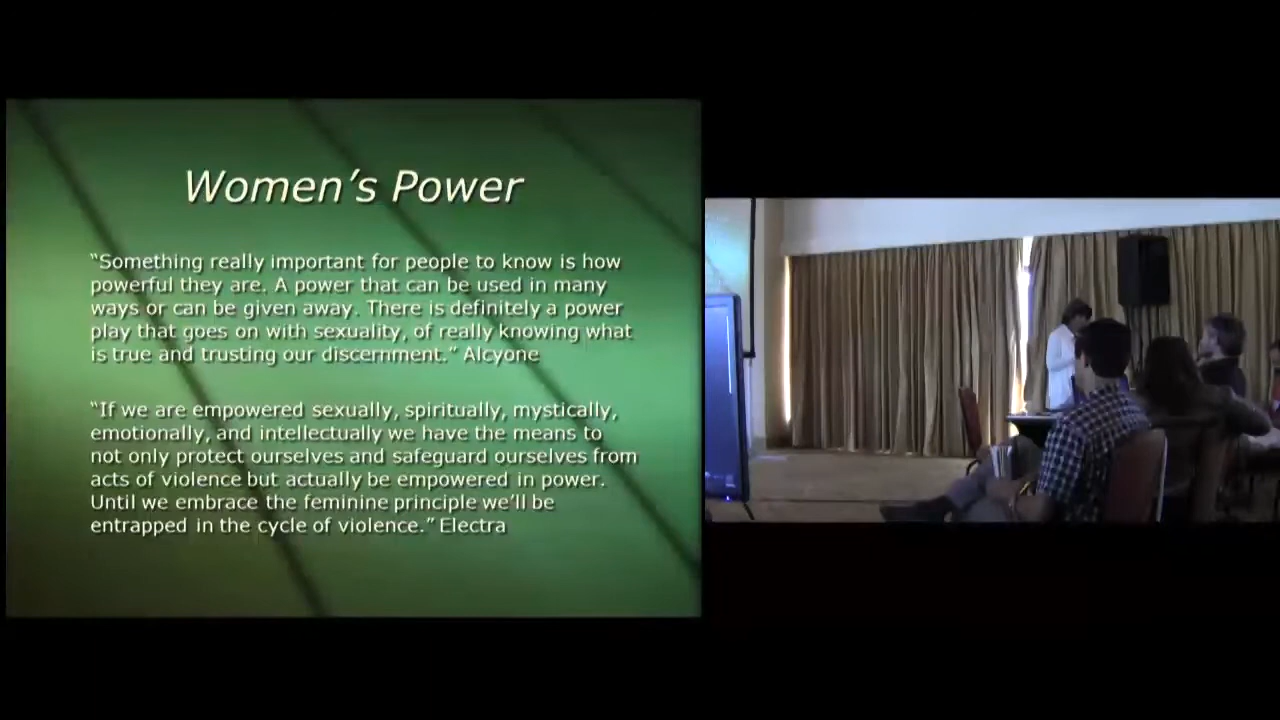 Women’s Power
“Something really important for people to know is how
powerful they are. A power that can be used in many
ways or can be given away. There is definitely a power
play that goes on with sexuality, of really knowing what
is true and trusting our discernment.” Alcyone
“If we are empowered sexually, spiritually, mystically,
emotionally, and intellectually we have the means to
not only protect ourselves and safeguard ourselves from
acts of violence but actually be empowered in power.
Until we embrace the feminine principle we’ll be
entrapped in the cycle of violence.” Electra